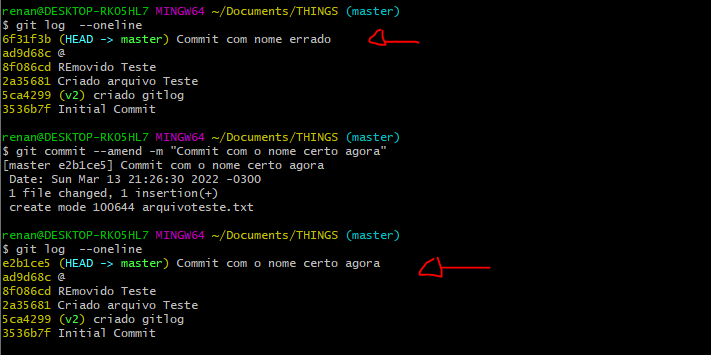 renan@DESKTOP-RKO5HL7 MINGW64 ~/Documents/THINGS (master)
$ git log  --oneline
6f31f3b (HEAD -> master) Commit com nome errado
ad9d68c @
8f086cd REmovido Teste
2a35681 Criado arquivo Teste
5ca4299 (v2) criado gitlog
3536b7f Initial Commit
renan@DESKTOP-RKO5HL7 MINGW64 ~/Documents/THINGS (master)
$ git commit --amend -m "Commit com o nome certo agora"
[master e2b1ce5] Commit com o nome certo agora
 Date: Sun Mar 13 21:26:30 2022 -0300
 1 file changed, 1 insertion(+)
 create mode 100644 arquivoteste.txt
renan@DESKTOP-RKO5HL7 MINGW64 ~/Documents/THINGS (master)
$ git log  --oneline
e2b1ce5 (HEAD -> master) Commit com o nome certo agora
ad9d68c @
8f086cd REmovido Teste
2a35681 Criado arquivo Teste
5ca4299 (v2) criado gitlog
3536b7f Initial Commit